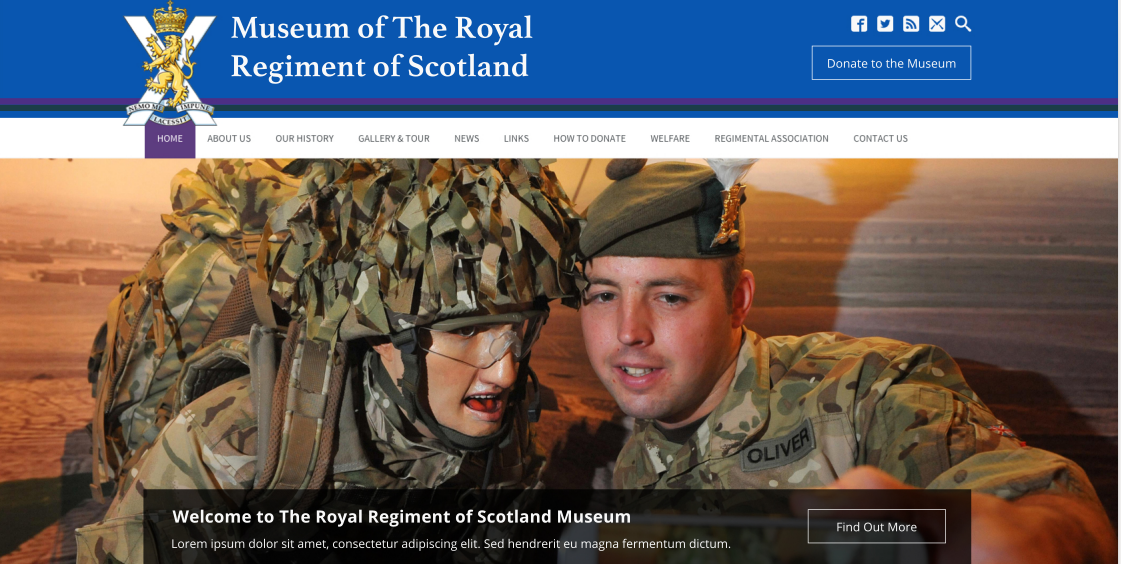 Museum of The Royal
Regiment of Scotland
Donate to the Museum
NEMO ME IMPUNE
LACESSIT
HOME ABOUT US OUR HISTORY GALLERY & TOUR NEWS LINKS HOW TO DONATE WELFARE REGIMENTAL ASSOCIATION CONTACT US
OLIVER
Welcome to The Royal Regiment of Scotland Museum
Lorem ipsum dolor sit amet, consectetur adipiscing elit. Sed hendrerit eu magna fermentum dictum.
Find Out More